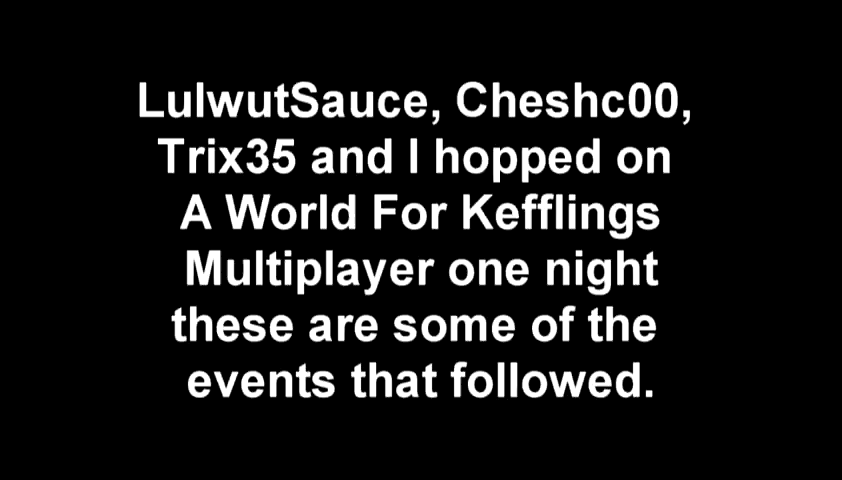 LulwutSauce, Cheshc00,
Trix35 and I hopped on
A World For Kefflings
Multiplayer one night
these are some of the
events that followed.